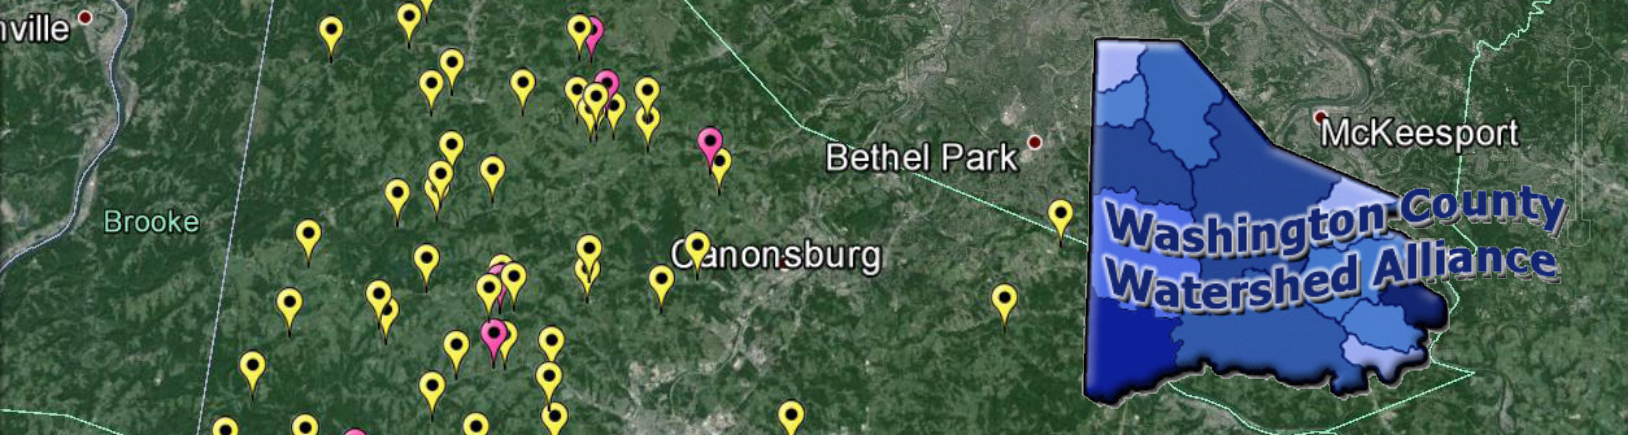 nville
Bethel Park
McKeesport
Brooke
Canonsburg
Washington County
Watershed Alliance